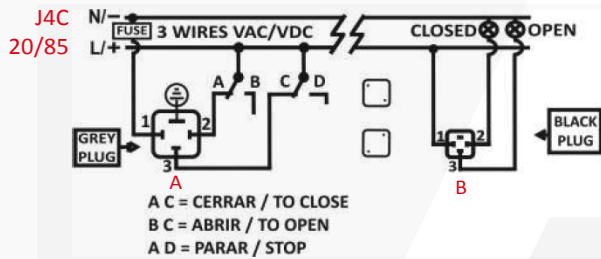 J4C
20/85
N/-
FUSE 3 WIRES VAC/VDC
L/+
CLOSED OPEN
A B C D
1 2
3
GREY
PLUG
A
1 2
3
BLACK
PLUG
B
A C = CERRAR / TO CLOSE
B C = ABRIR / TO OPEN
A D = PARAR / STOP